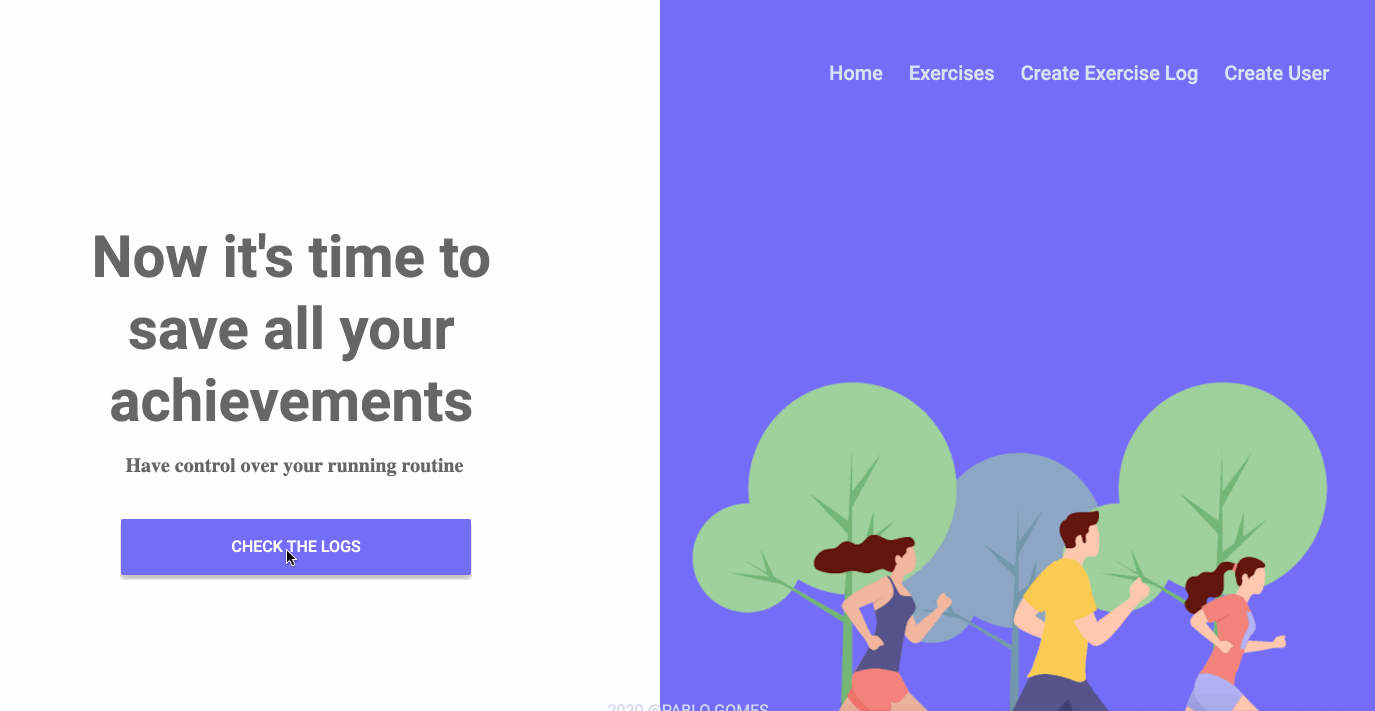 Home Exercises Create Exercise Log Create User
Now it's time to
save all your
achievements
Have control over your running routine
CHECK THE LOGS
2020 @PABLO GOMES